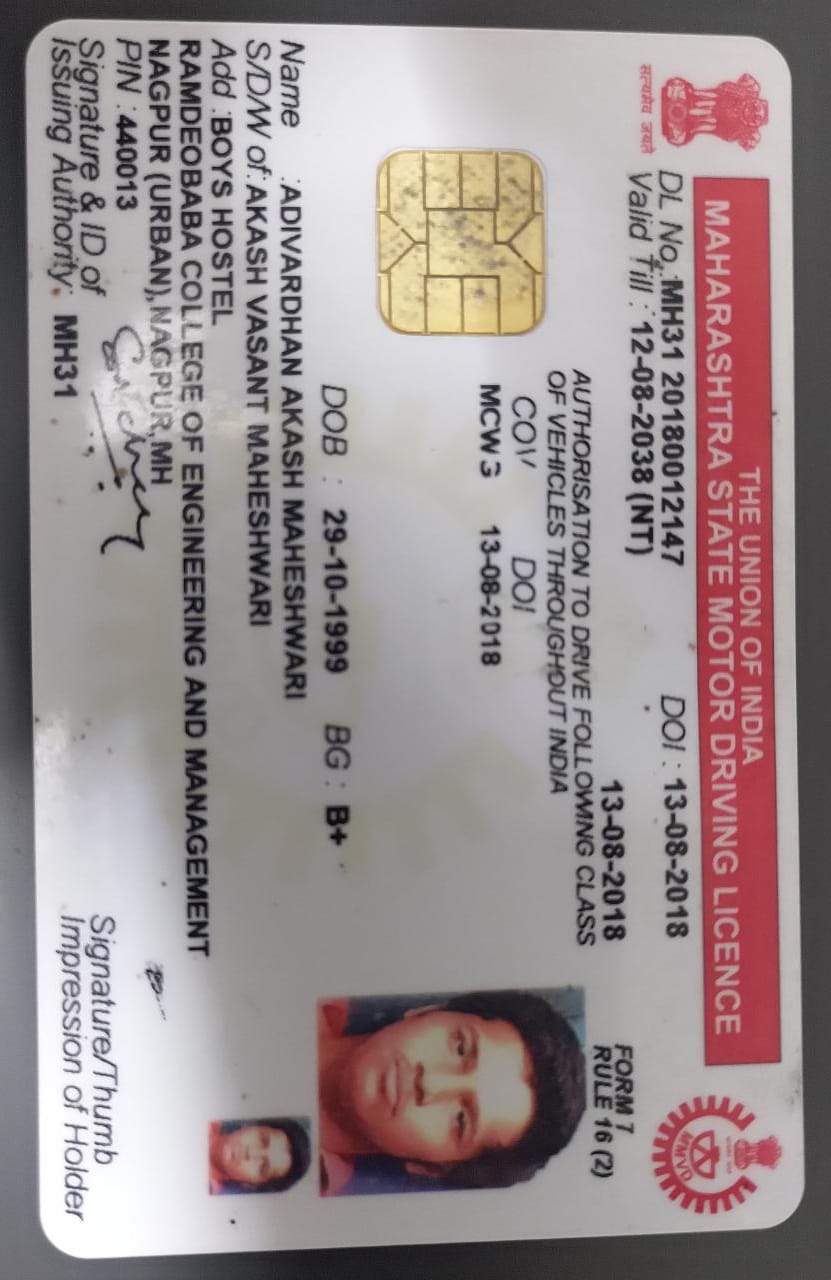 THE UNION OF INDIA
MAHARASHTRA STATE MOTOR DRIVING LICENCE
सत्यमेव जयते
DL No. : MH31 20180012147 DOI : 13-08-2018
Valid Till : 12-08-2038 (NT) 13-08-2018
FORM 7
RULE 16 (2)
AUTHORISATION TO DRIVE FOLLOWING CLASS
OF VEHICLES THROUGHOUT INDIA
COV DOI
MCW3 13-08-2018
DOB : 29-10-1999 BG : B+
Name : ADIVARDHAN AKASH MAHESHWARI
S/D/W of : AKASH VASANT MAHESHWARI
Add : BOYS HOSTEL
RAMDEOBABA COLLEGE OF ENGINEERING AND MANAGEMENT
NAGPUR (URBAN),NAGPUR,MH
PIN : 440013
Signature & ID of
Issuing Authority: MH31
Signature/Thumb
Impression of Holder